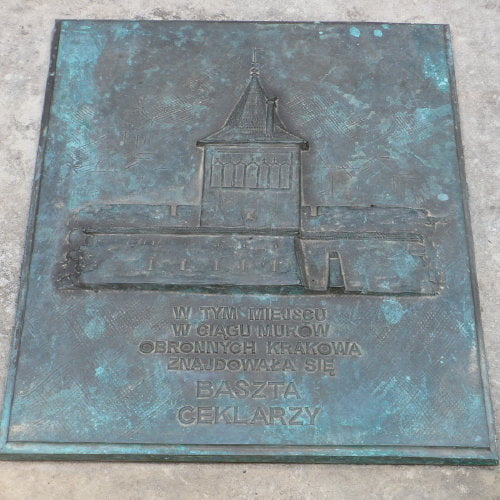 W TYM MIEJSCU
W CIĄGU MURÓW
OBRONNYCH KRAKOWA
ZNAJDOWAŁA SIĘ
BASZTA
CEKLARZY